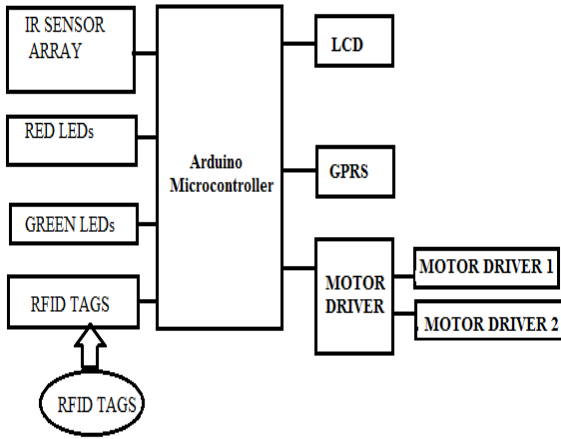 IR SENSOR
ARRAY
RED LEDs
GREEN LEDs
RFID TAGS
RFID TAGS
Arduino
Microcontroller
LCD
GPRS
MOTOR
DRIVER
MOTOR DRIVER 1
MOTOR DRIVER 2